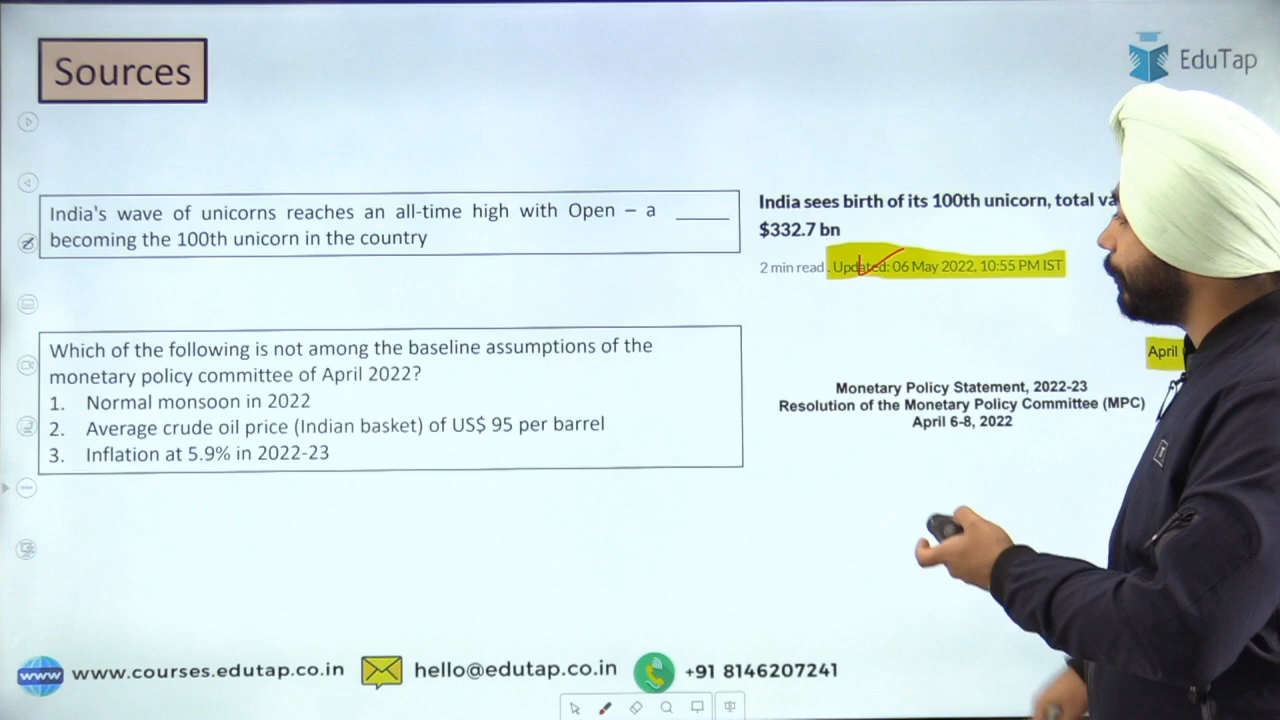 Sources
EduTap
India's wave of unicorns reaches an all-time high with Open – a ______
becoming the 100th unicorn in the country
India sees birth of its 100th unicorn, total
$332.7 bn
2 min read . Updated: 06 May 2022, 10:55 PM IST
Which of the following is not among the baseline assumptions of the
monetary policy committee of April 2022?
1. Normal monsoon in 2022
2. Average crude oil price (Indian basket) of US$ 95 per barrel
3. Inflation at 5.9% in 2022-23
April
Monetary Policy Statement, 2022-23
Resolution of the Monetary Policy Committee (MPC)
April 6-8, 2022
www www.courses.edutap.co.in hello@edutap.co.in +91 8146207241